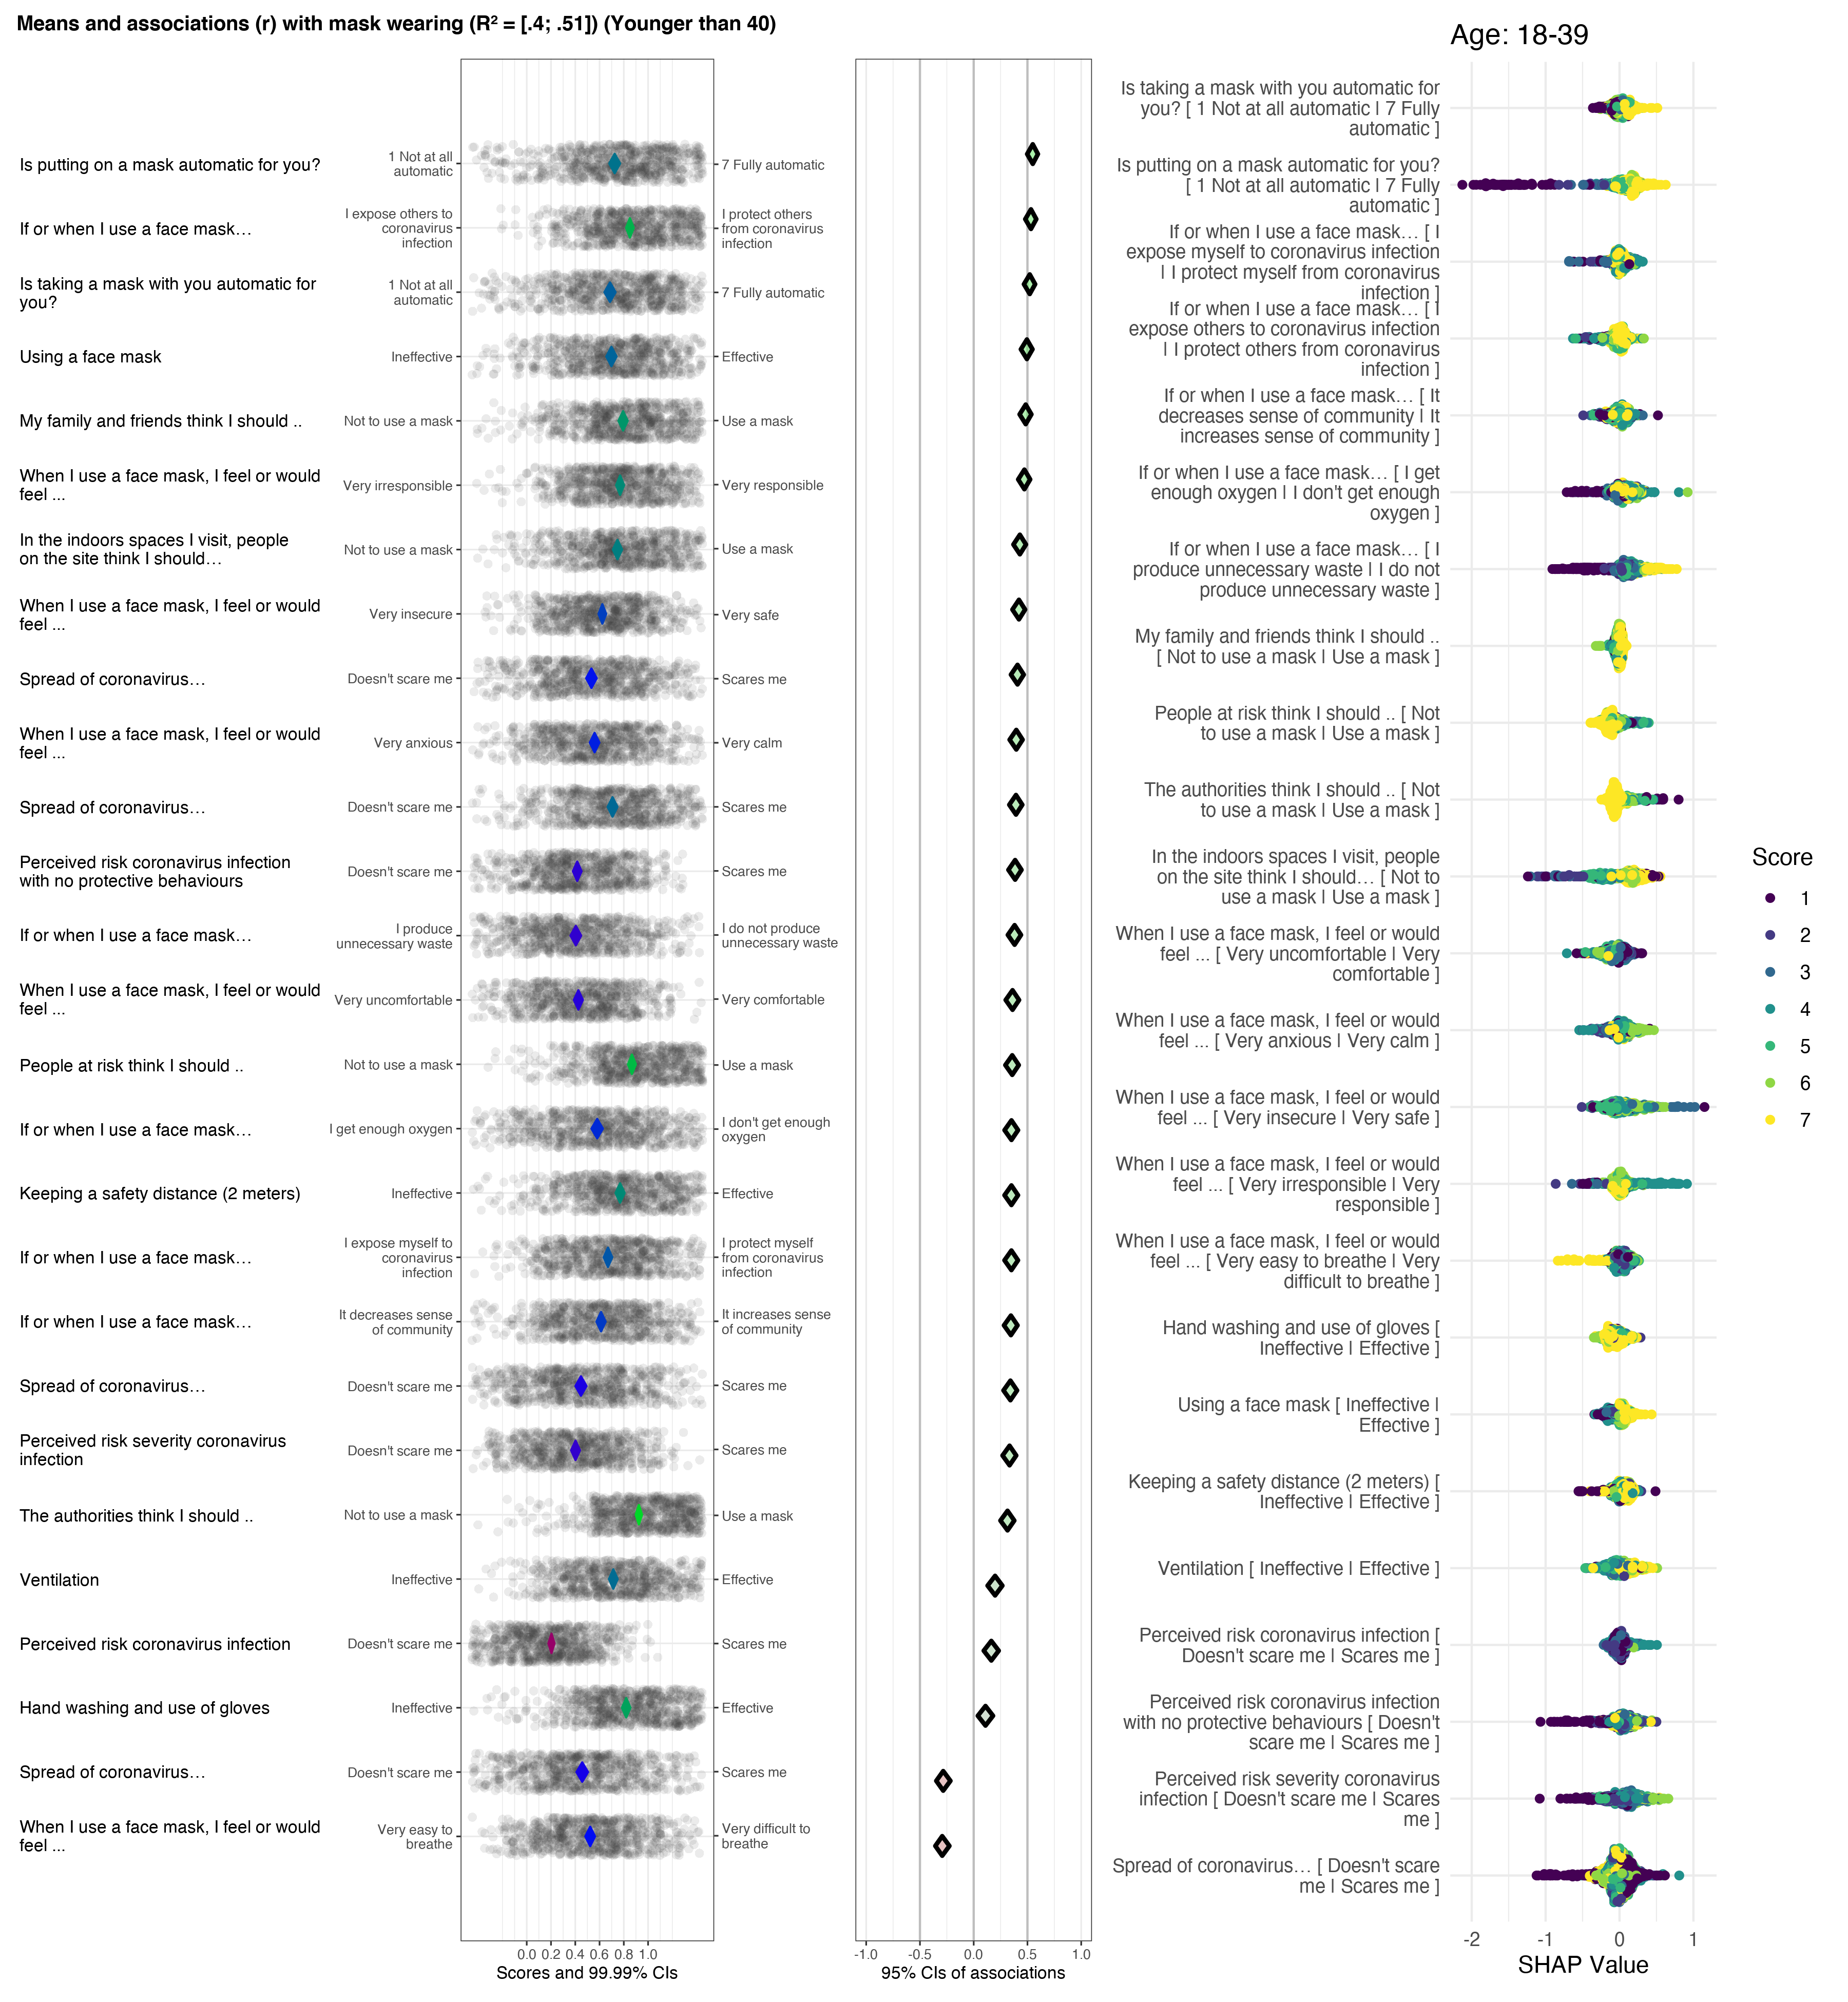 Means and associations (r) with mask wearing (R² = [.4; .51]) (Younger than 40)
Is putting on a mask automatic for you?
1 Not at all
automatic
7 Fully automatic
If or when I use a face mask…
I expose others to
coronavirus
infection
I protect others
from coronavirus
infection
Is taking a mask with you automatic for
you?
1 Not at all
automatic
7 Fully automatic
Using a face mask
Ineffective
Effective
My family and friends think I should ..
Not to use a mask
Use a mask
When I use a face mask, I feel or would
feel ...
Very irresponsible
Very responsible
In the indoors spaces I visit, people
on the site think I should…
Not to use a mask
Use a mask
When I use a face mask, I feel or would
feel ...
Very insecure
Very safe
Spread of coronavirus…
Doesn't scare me
Scares me
When I use a face mask, I feel or would
feel ...
Very anxious
Very calm
Spread of coronavirus…
Doesn't scare me
Scares me
Perceived risk coronavirus infection
with no protective behaviours
Doesn't scare me
Scares me
If or when I use a face mask…
I produce
unnecessary waste
I do not produce
unnecessary waste
When I use a face mask, I feel or would
feel ...
Very uncomfortable
Very comfortable
People at risk think I should ..
Not to use a mask
Use a mask
If or when I use a face mask…
I get enough oxygen
I don't get enough
oxygen
Keeping a safety distance (2 meters)
Ineffective
Effective
If or when I use a face mask…
I expose myself to
coronavirus
infection
I protect myself
from coronavirus
infection
If or when I use a face mask…
It decreases sense
of community
It increases sense
of community
Spread of coronavirus…
Doesn't scare me
Scares me
Perceived risk severity coronavirus
infection
Doesn't scare me
Scares me
The authorities think I should ..
Not to use a mask
Use a mask
Ventilation
Ineffective
Effective
Perceived risk coronavirus infection
Doesn't scare me
Scares me
Hand washing and use of gloves
Ineffective
Effective
Spread of coronavirus…
Doesn't scare me
Scares me
When I use a face mask, I feel or would
feel ...
Very easy to
breathe
Very difficult to
breathe
0.0 0.2 0.4 0.6 0.8 1.0
Scores and 99.99% CIs
-1.0 -0.5 0.0 0.5 1.0
95% CIs of associations
Age: 18-39
Is taking a mask with you automatic for
you? [ 1 Not at all automatic | 7 Fully
automatic ]
Is putting on a mask automatic for you?
[ 1 Not at all automatic | 7 Fully
automatic ]
If or when I use a face mask… [ I
expose myself to coronavirus infection
| I protect myself from coronavirus
infection ]
If or when I use a face mask… [ I
expose others to coronavirus infection
| I protect others from coronavirus
infection ]
If or when I use a face mask… [ It
decreases sense of community | It
increases sense of community ]
If or when I use a face mask… [ I get
enough oxygen | I don't get enough
oxygen ]
If or when I use a face mask… [ I
produce unnecessary waste | I do not
produce unnecessary waste ]
My family and friends think I should ..
[ Not to use a mask | Use a mask ]
People at risk think I should .. [ Not
to use a mask | Use a mask ]
The authorities think I should .. [ Not
to use a mask | Use a mask ]
In the indoors spaces I visit, people
on the site think I should… [ Not to
use a mask | Use a mask ]
When I use a face mask, I feel or would
feel ... [ Very uncomfortable | Very
comfortable ]
When I use a face mask, I feel or would
feel ... [ Very anxious | Very calm ]
When I use a face mask, I feel or would
feel ... [ Very insecure | Very safe ]
When I use a face mask, I feel or would
feel ... [ Very irresponsible | Very
responsible ]
When I use a face mask, I feel or would
feel ... [ Very easy to breathe | Very
difficult to breathe ]
Hand washing and use of gloves [
Ineffective | Effective ]
Using a face mask [ Ineffective |
Effective ]
Keeping a safety distance (2 meters) [
Ineffective | Effective ]
Ventilation [ Ineffective | Effective ]
Perceived risk coronavirus infection [
Doesn't scare me | Scares me ]
Perceived risk coronavirus infection
with no protective behaviours [ Doesn't
scare me | Scares me ]
Perceived risk severity coronavirus
infection [ Doesn't scare me | Scares
me ]
Spread of coronavirus… [ Doesn't scare
me | Scares me ]
-2 -1 0 1
SHAP Value
Score
1
2
3
4
5
6
7